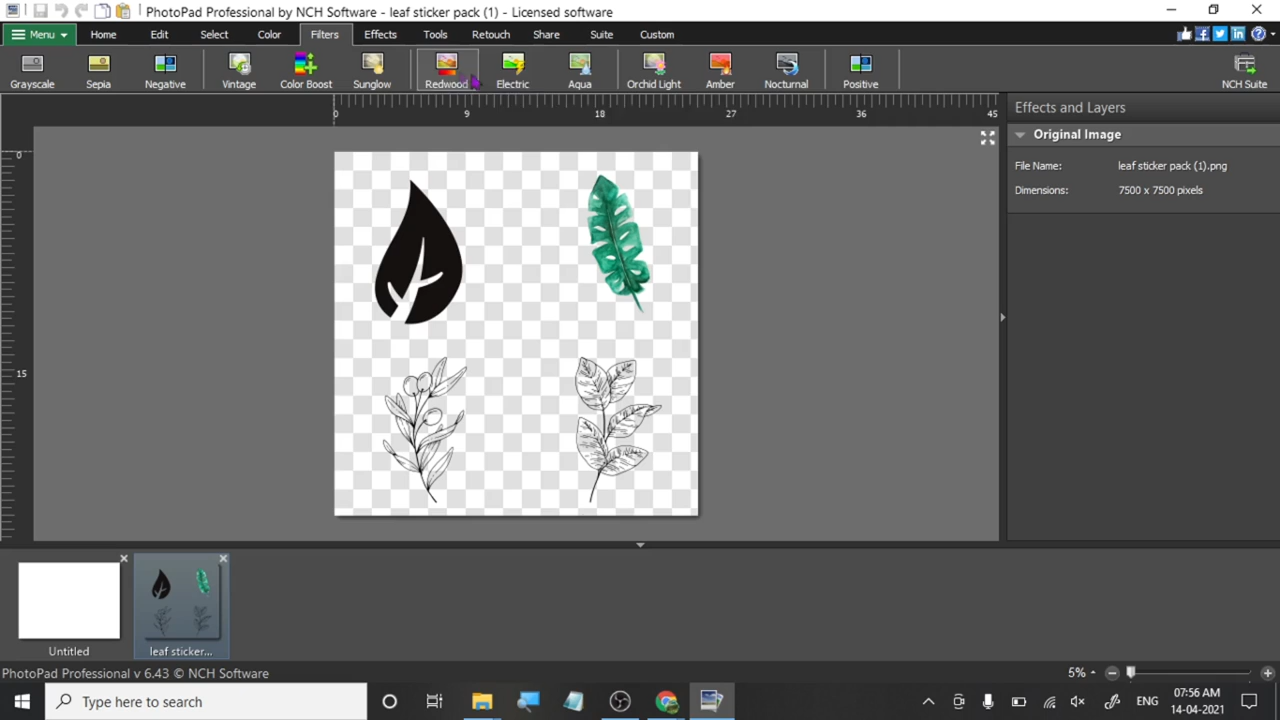 PhotoPad Professional by NCH Software - leaf sticker pack (1) - Licensed software
Menu Home Edit Select Color Filters Effects Tools Retouch Share Suite Custom
Grayscale Sepia Negative Vintage Color Boost Sunglow Redwood Electric Aqua Orchid Light Amber Nocturnal Positive NCH Suite
0 9 18 27 36 45
Effects and Layers
Original Image
File Name: leaf sticker pack (1).png
Dimensions: 7500 x 7500 pixels
0
15
Untitled leaf sticker...
PhotoPad Professional v 6.43 © NCH Software 5%
Type here to search ENG 07:56 AM
14-04-2021